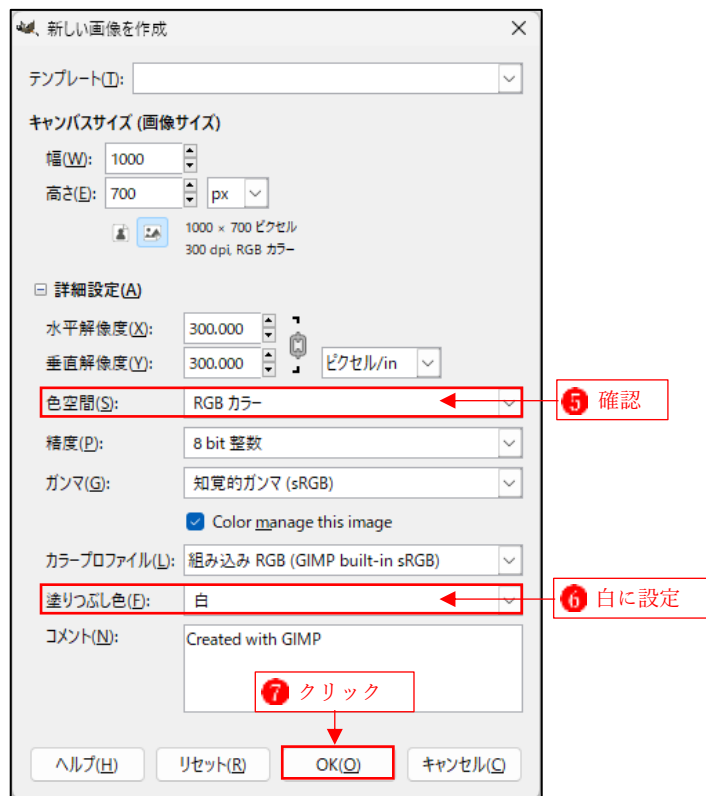 新しい画像を作成
テンプレート(T):
キャンバスサイズ (画像サイズ)
幅(W): 1000
高さ(E): 700 px
1000 × 700 ピクセル
300 dpi, RGB カラー
詳細設定(A)
水平解像度(X): 300.000
垂直解像度(Y): 300.000 ピクセル/in
色空間(S): RGB カラー
5 確認
精度(P): 8 bit 整数
ガンマ(G): 知覚的ガンマ (sRGB)
Color manage this image
カラープロファイル(L): 組み込み RGB (GIMP built-in sRGB)
塗りつぶし色(F): 白
6 白に設定
コメント(N): Created with GIMP
7 クリック
ヘルプ(H) リセット(R) OK(O) キャンセル(C)